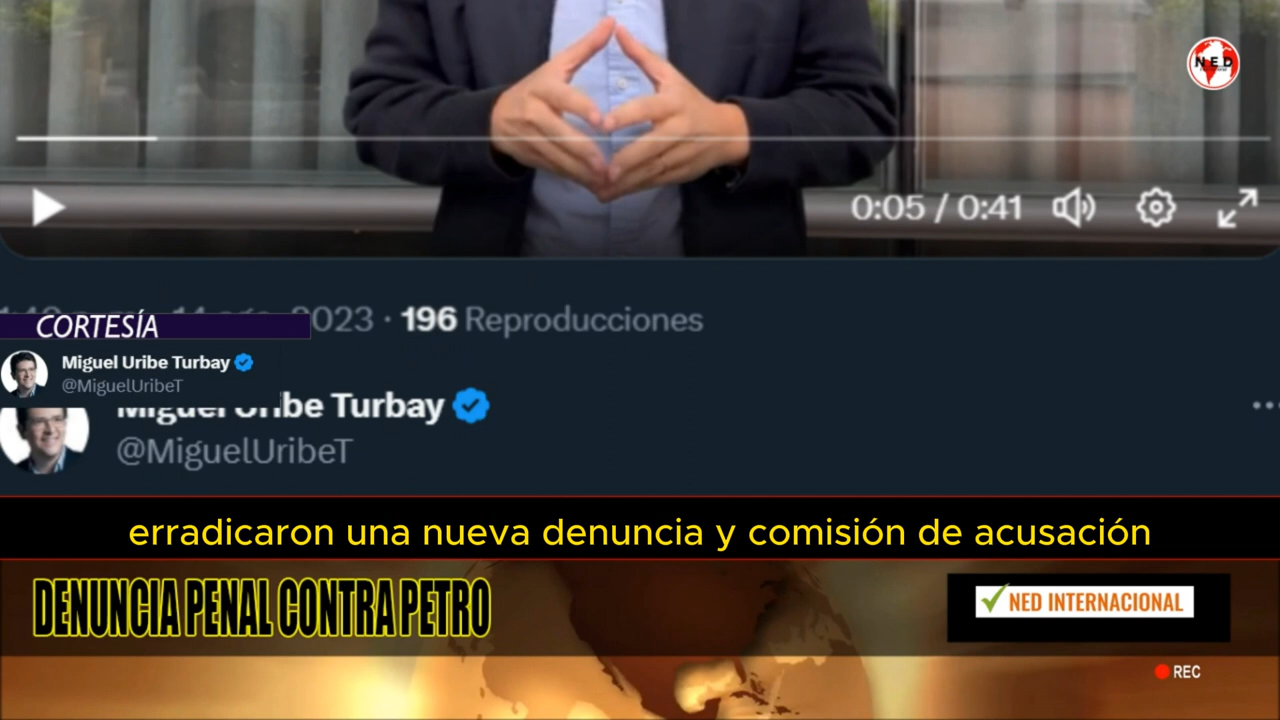 NED
0:05 / 0:41
2023 · 196 Reproducciones
CORTESÍA
Miguel Uribe Turbay
@MiguelUribeT
Miguel Uribe Turbay
@MiguelUribeT
erradicaron una nueva denuncia y comisión de acusación
DENUNCIA PENAL CONTRA PETRO
NED INTERNACIONAL
REC